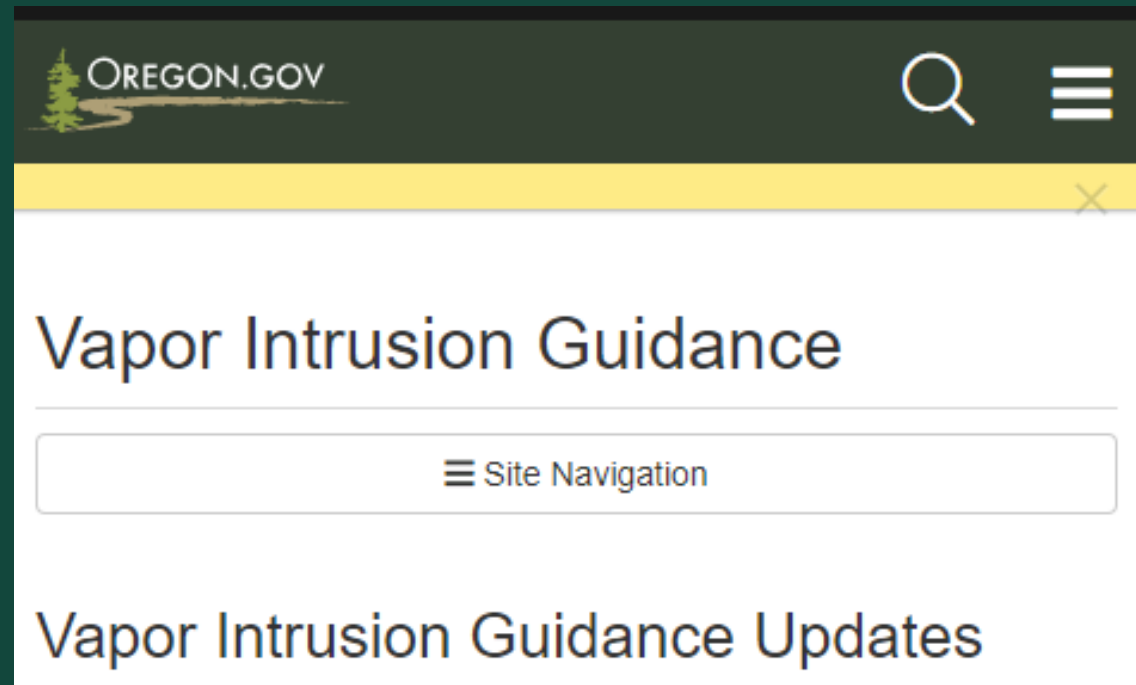 OREGON.GOV
Vapor Intrusion Guidance
Site Navigation
Vapor Intrusion Guidance Updates